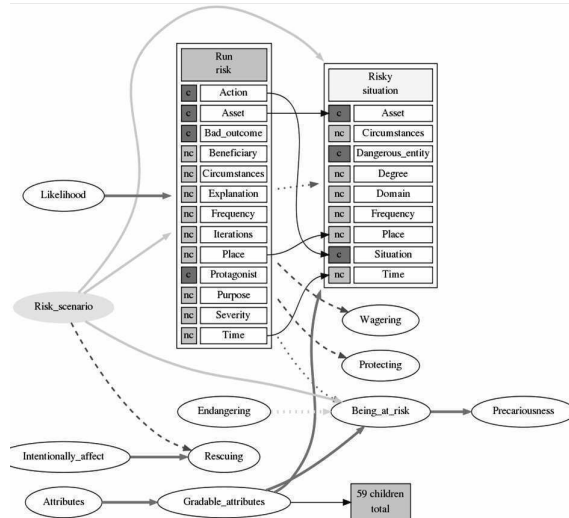 Run
risk
c Action
c Asset
c Bad_outcome
nc Beneficiary
nc Circumstances
nc Explanation
nc Frequency
nc Iterations
nc Place
c Protagonist
nc Purpose
nc Severity
nc Time
Risky
situation
c Asset
nc Circumstances
c Dangerous_entity
nc Degree
nc Domain
nc Frequency
nc Place
c Situation
nc Time
Likelihood
Risk_scenario
Wagering
Protecting
Endangering
Being_at_risk
Precariousness
Intentionally_affect
Rescuing
Attributes
Gradable_attributes
59 children
total